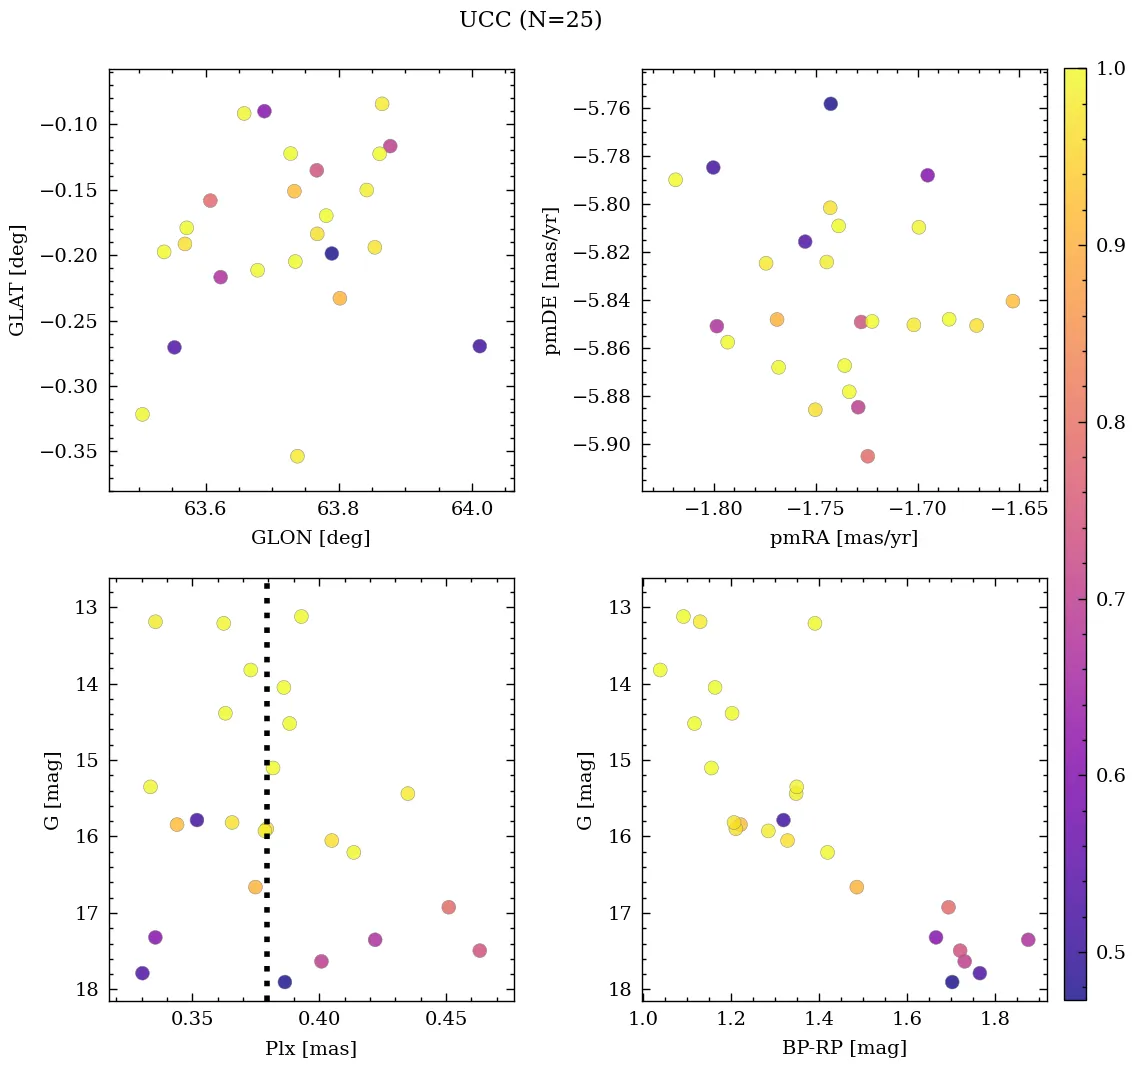 UCC (N=25)
−0.10
−0.15
−0.20
−0.25
−0.30
−0.35
GLAT [deg]
63.6 63.8 64.0
GLON [deg]
−5.76
−5.78
−5.80
−5.82
−5.84
−5.86
−5.88
−5.90
pmDE [mas/yr]
−1.80 −1.75 −1.70 −1.65
pmRA [mas/yr]
13
14
15
16
17
18
G [mag]
0.35 0.40 0.45
Plx [mas]
13
14
15
16
17
18
G [mag]
1.0 1.2 1.4 1.6 1.8
BP-RP [mag]
1.0
0.9
0.8
0.7
0.6
0.5